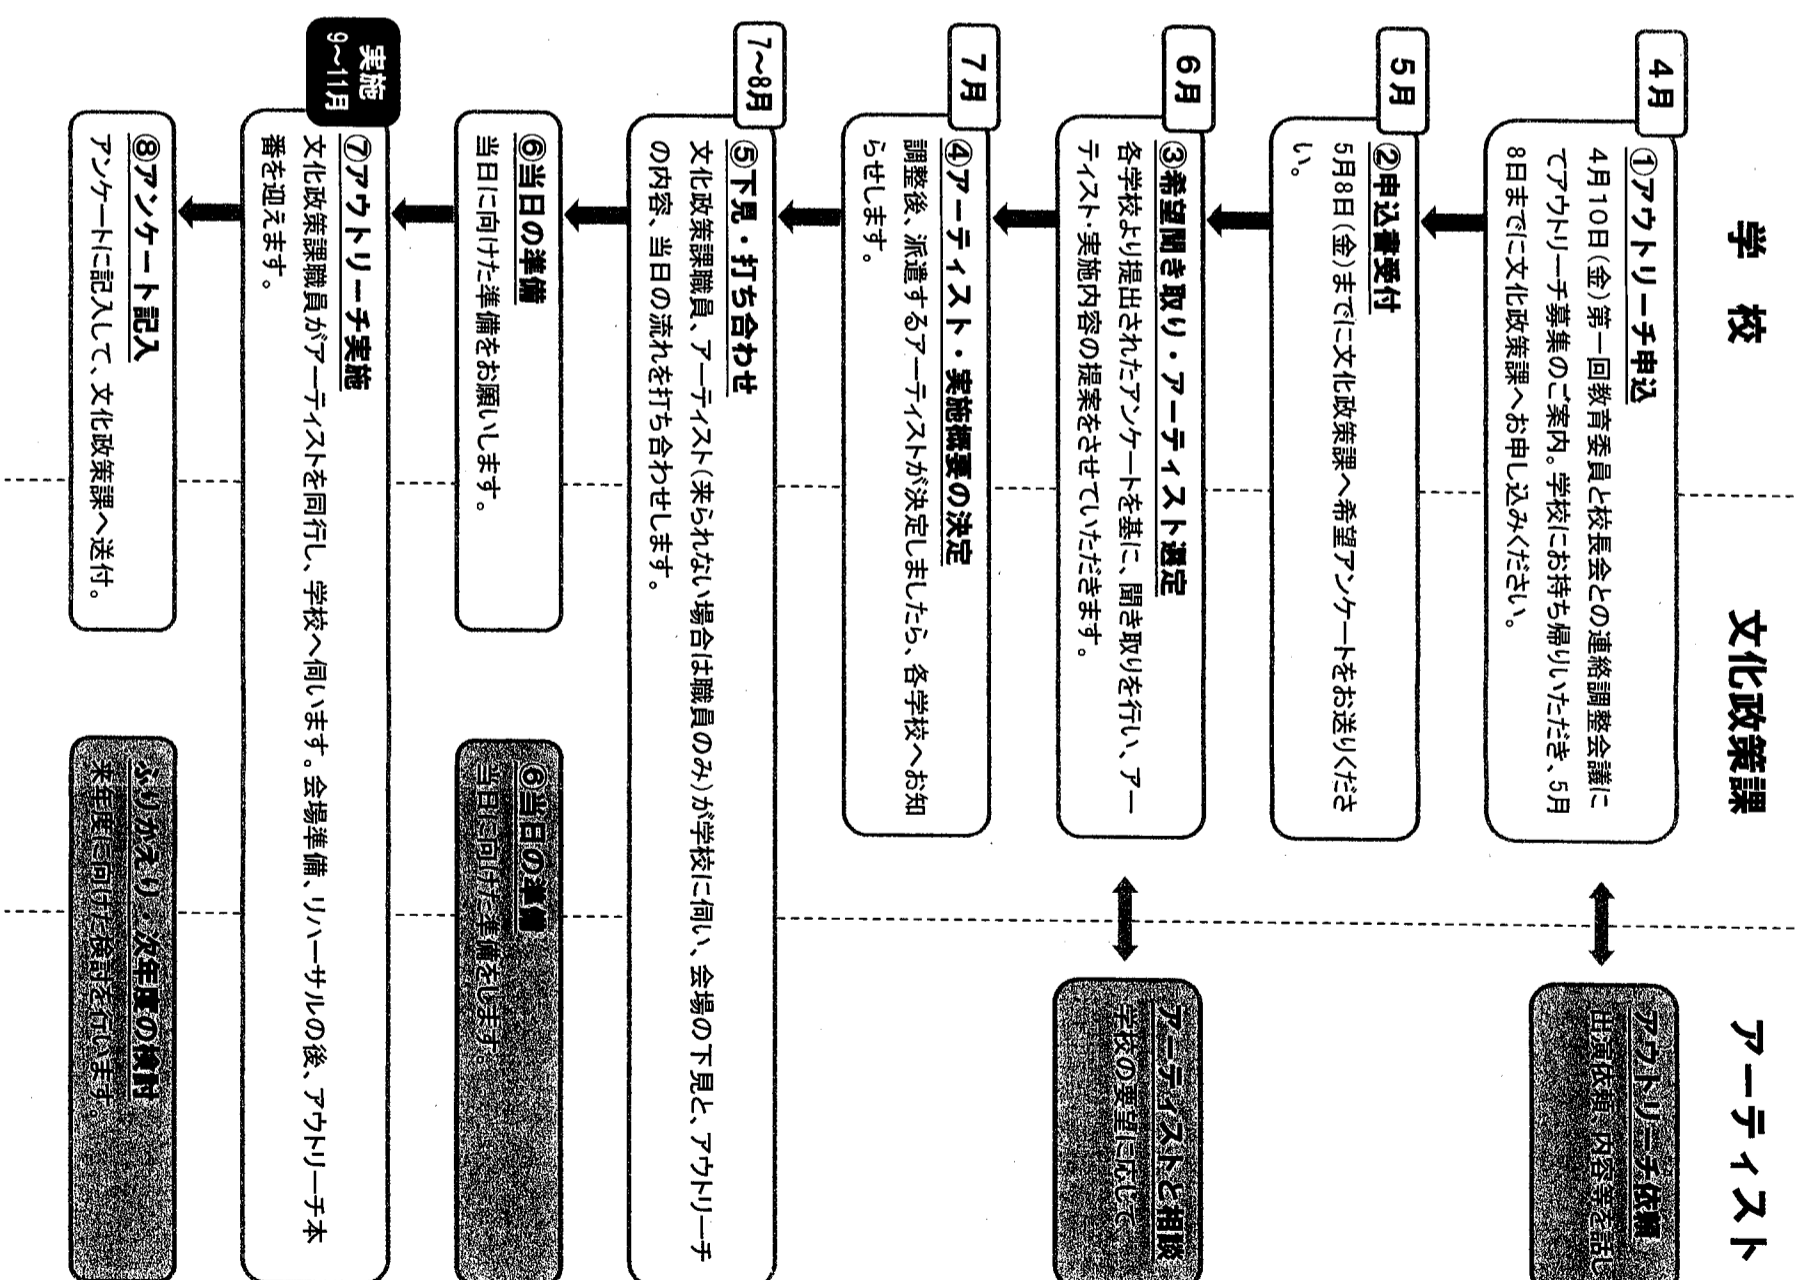 学　校
文化政策課
アーティスト
4月
①アウトリーチ申込
4月10日(金)第一回教育委員と校長会との連絡調整会議に
てアウトリーチ募集のご案内。学校にお持ち帰りいただき、5月
8日までに文化政策課へお申し込みください。
アウトリーチ依頼
出演依頼、内容等を話し
5月
②申込書受付
5月8日(金)までに文化政策課へ希望アンケートをお送りくださ
い。
6月
③希望聞き取り・アーティスト選定
各学校より提出されたアンケートを基に、聞き取りを行い、アー
ティスト・実施内容の提案をさせていただきます。
アーティストと相談
学校の要望に応じて
7月
④アーティスト・実施概要の決定
調整後、派遣するアーティストが決定しましたら、各学校へお知
らせします。
7～8月
⑤下見・打ち合わせ
文化政策課職員、アーティスト(来られない場合は職員のみ)が学校に伺い、会場の下見と、アウトリーチ
の内容、当日の流れを打ち合わせします。
⑥当日の準備
当日に向けた準備をお願いします。
⑥当日の準備
当日に向けた準備をします。
実施
9～11月
⑦アウトリーチ実施
文化政策課職員がアーティストを同行し、学校へ伺います。会場準備、リハーサルの後、アウトリーチ本
番を迎えます。
⑧アンケート記入
アンケートに記入して、文化政策課へ送付。
ふりかえり・次年度の検討
来年度に向けた検討を行います。